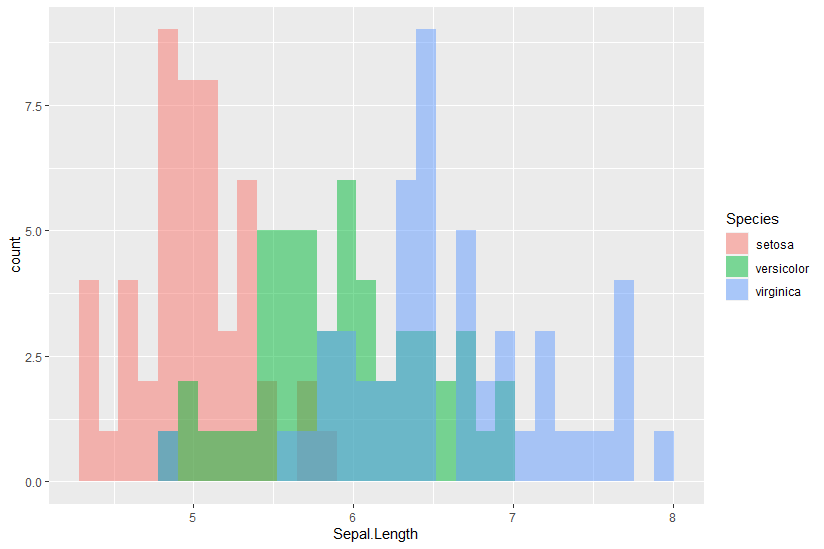 7.5
5.0
2.5
0.0
count
5
6
7
8
Sepal.Length
Species
setosa
versicolor
virginica